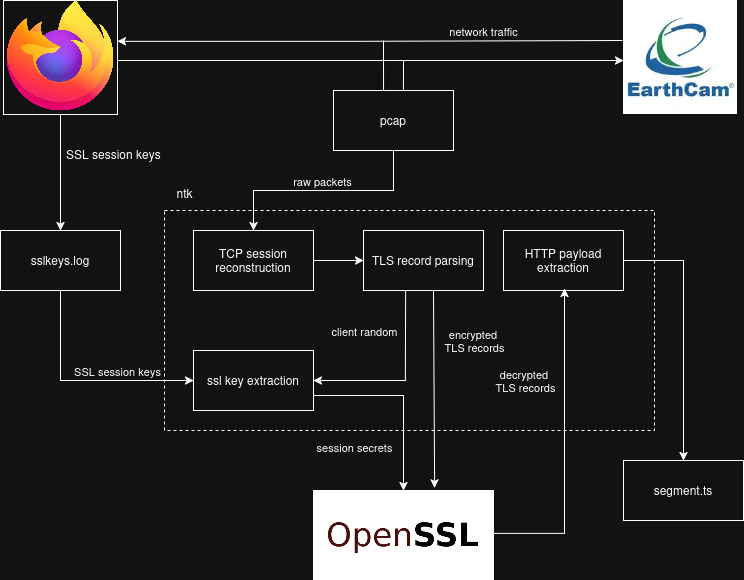 network traffic
EarthCam®
pcap
SSL session keys
raw packets
ntk
sslkeys.log
TCP session
reconstruction
TLS record parsing
HTTP payload
extraction
client random
encrypted
TLS records
SSL session keys
ssl key extraction
decrypted
TLS records
session secrets
segment.ts
OpenSSL